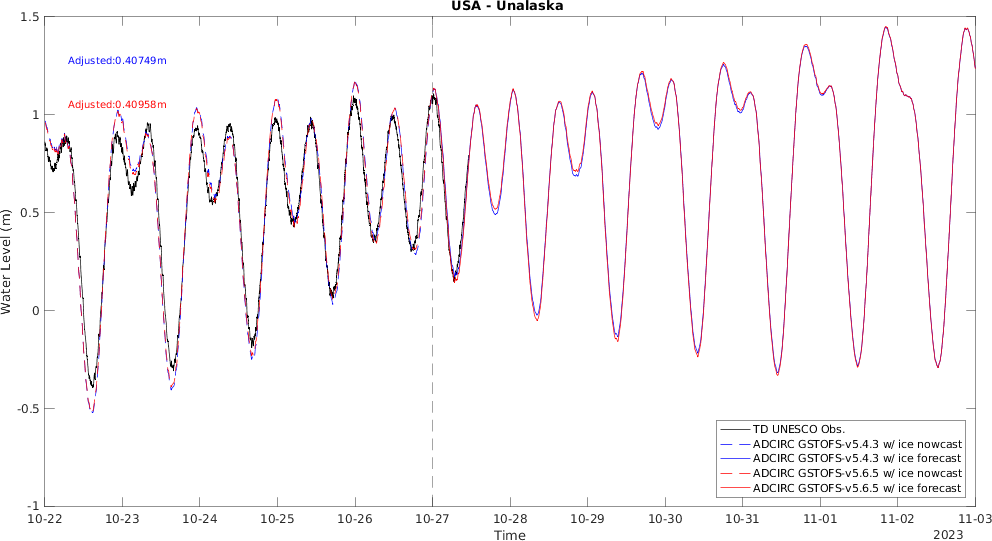 USA - Unalaska
Water Level (m)
1.5
1
0.5
0
-0.5
-1
Adjusted:0.40749m
Adjusted:0.40958m
TD UNESCO Obs.
ADCIRC GSTOFS-v5.4.3 w/ ice nowcast
ADCIRC GSTOFS-v5.4.3 w/ ice forecast
ADCIRC GSTOFS-v5.6.5 w/ ice nowcast
ADCIRC GSTOFS-v5.6.5 w/ ice forecast
10-22 10-23 10-24 10-25 10-26 10-27 10-28 10-29 10-30 10-31 11-01 11-02 11-03
Time
2023